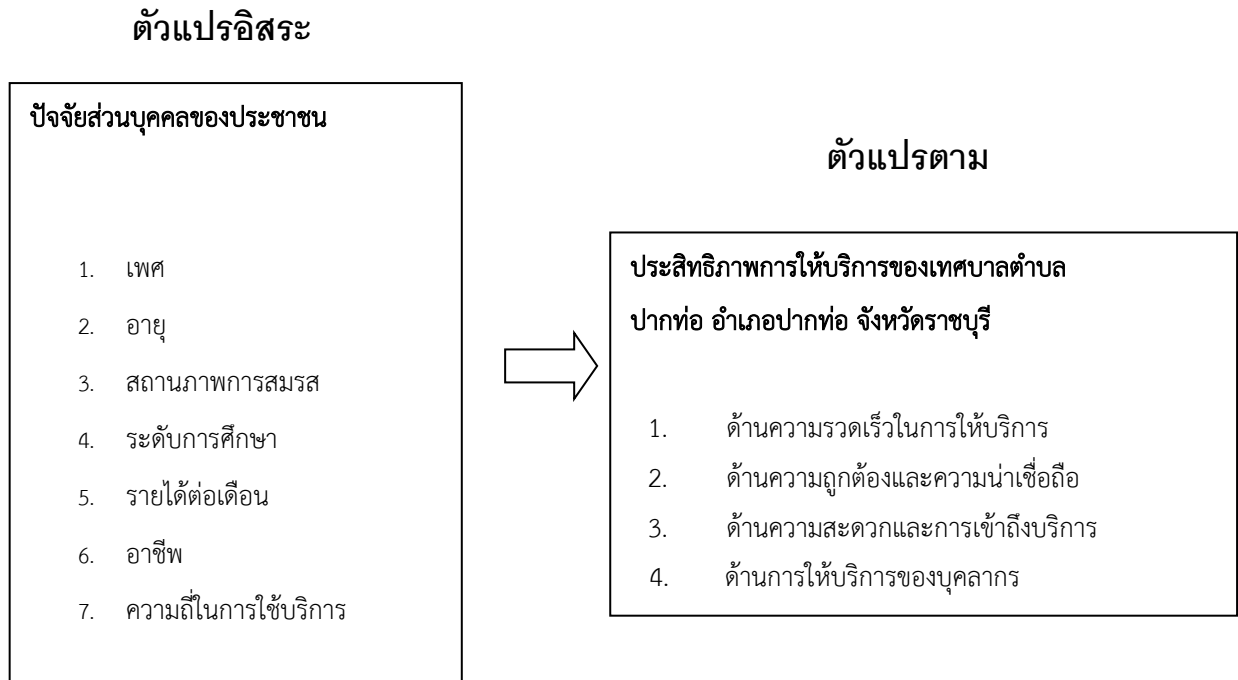 ตัวแปรอิสระ
ปัจจัยส่วนบุคคลของประชาชน
1. เพศ
2. อายุ
3. สถานภาพการสมรส
4. ระดับการศึกษา
5. รายได้ต่อเดือน
6. อาชีพ
7. ความถี่ในการใช้บริการ
ตัวแปรตาม
ประสิทธิภาพการให้บริการของเทศบาลตำบล
ปากท่อ อำเภอปากท่อ จังหวัดราชบุรี
1. ด้านความรวดเร็วในการให้บริการ
2. ด้านความถูกต้องและความน่าเชื่อถือ
3. ด้านความสะดวกและการเข้าถึงบริการ
4. ด้านการให้บริการของบุคลากร